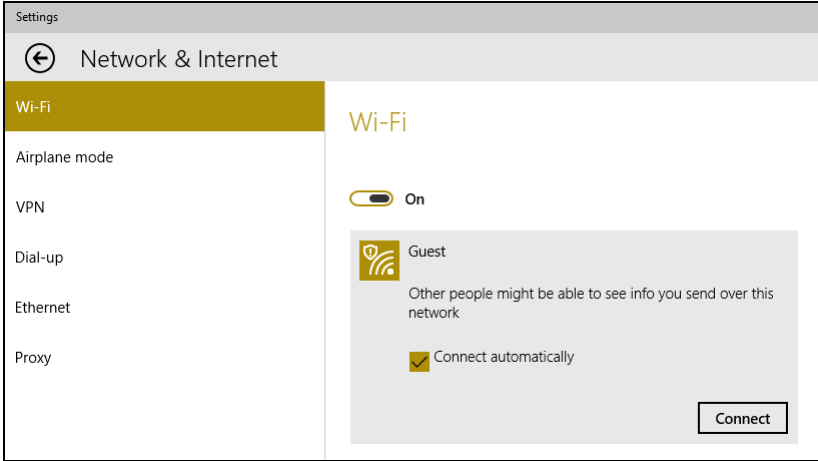 Settings
Network & Internet
Wi-Fi
Airplane mode
VPN
Dial-up
Ethernet
Proxy
Wi-Fi
On
Guest
Other people might be able to see info you send over this
network
Connect automatically
Connect